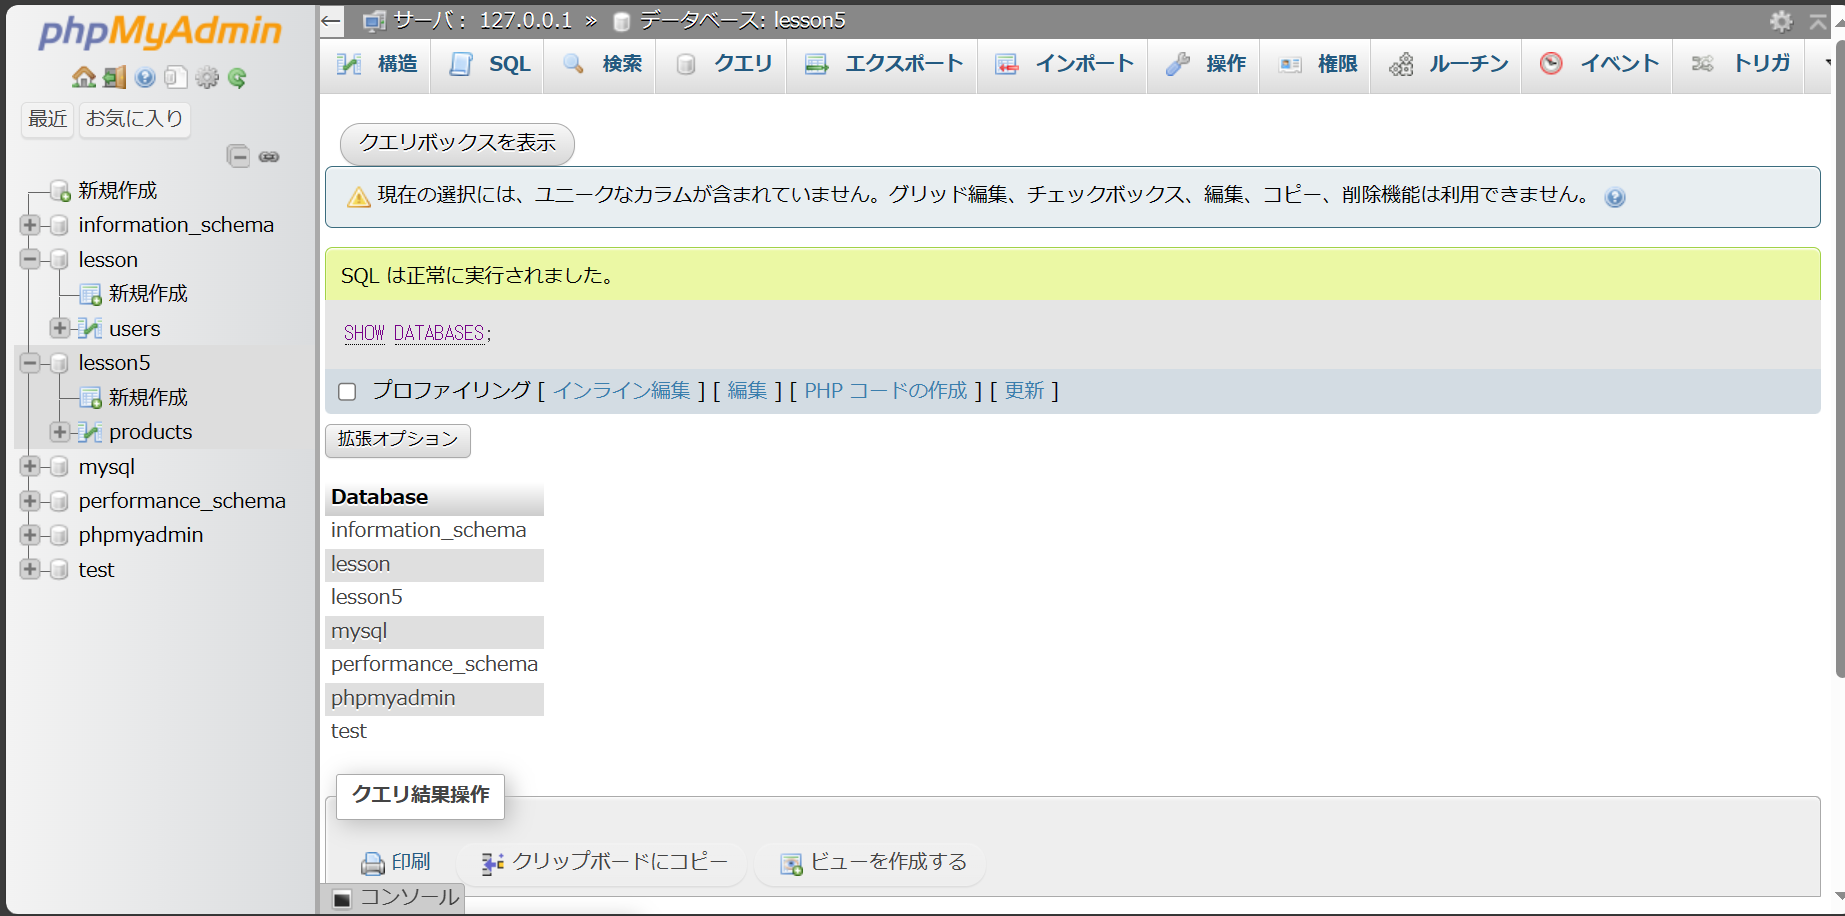 phpMyAdmin
最近 お気に入り
新規作成
information_schema
lesson
新規作成
users
lesson5
新規作成
products
mysql
performance_schema
phpmyadmin
test
サーバ: 127.0.0.1 » データベース: lesson5
構造 SQL 検索 クエリ エクスポート インポート 操作 権限 ルーチン イベント トリガ
クエリボックスを表示
現在の選択には、ユニークなカラムが含まれていません。グリッド編集、チェックボックス、編集、コピー、削除機能は利用できません。
SQL は正常に実行されました。
SHOW DATABASES;
プロファイリング [ インライン編集 ] [ 編集 ] [ PHP コードの作成 ] [ 更新 ]
拡張オプション
Database
information_schema
lesson
lesson5
mysql
performance_schema
phpmyadmin
test
クエリ結果操作
印刷 クリップボードにコピー ビューを作成する
コンソール